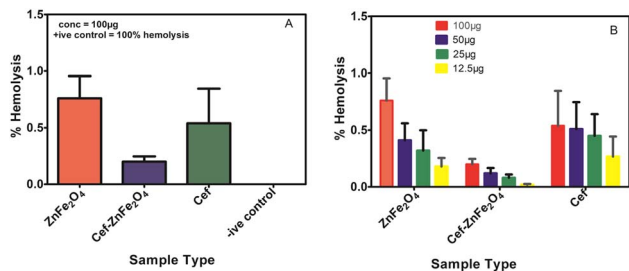 conc = 100µg
+ive control = 100% hemolysis
A
% Hemolysis
1.5
1.0
0.5
0.0
ZnFe₂O₄
Cef-ZnFe₂O₄
Cef
-ive control
Sample Type
B
100µg
50µg
25µg
12.5µg
% Hemolysis
1.5
1.0
0.5
0.0
ZnFe₂O₄
Cef-ZnFe₂O₄
Cef
Sample Type